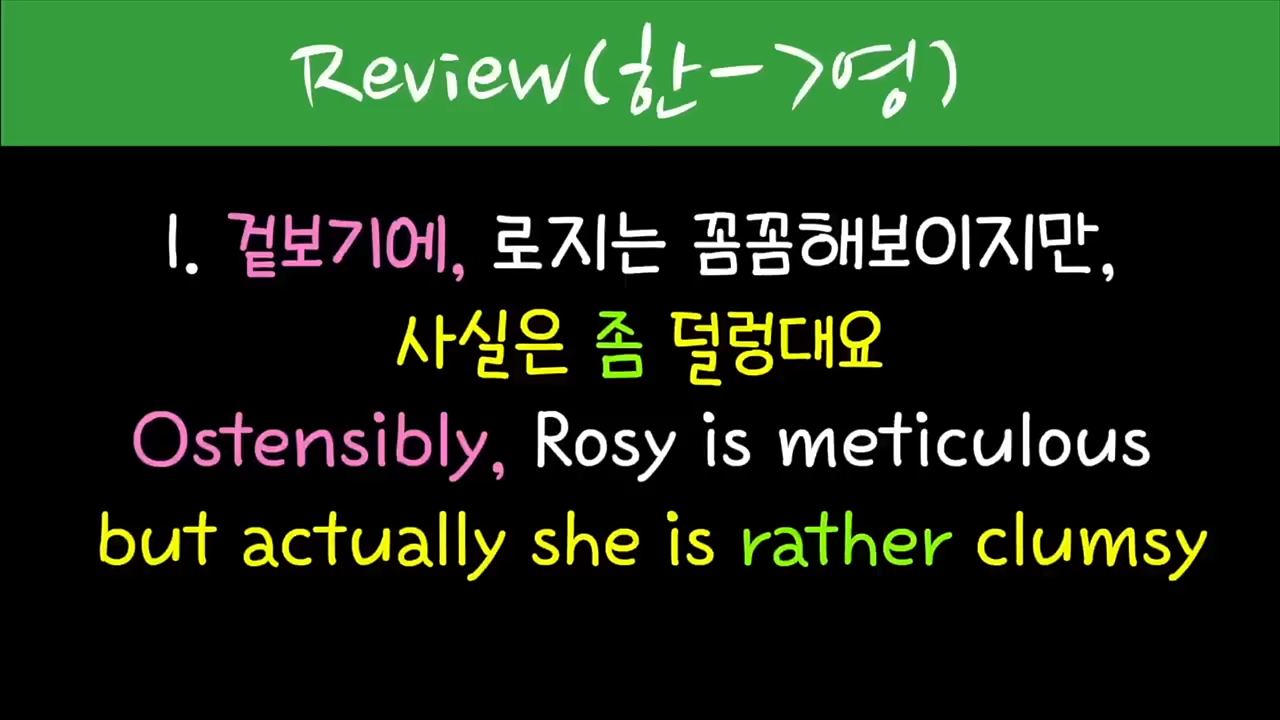 Review(한->영)
1. 겉보기에, 로지는 꼼꼼해보이지만,
사실은 좀 덜렁대요
Ostensibly, Rosy is meticulous
but actually she is rather clumsy